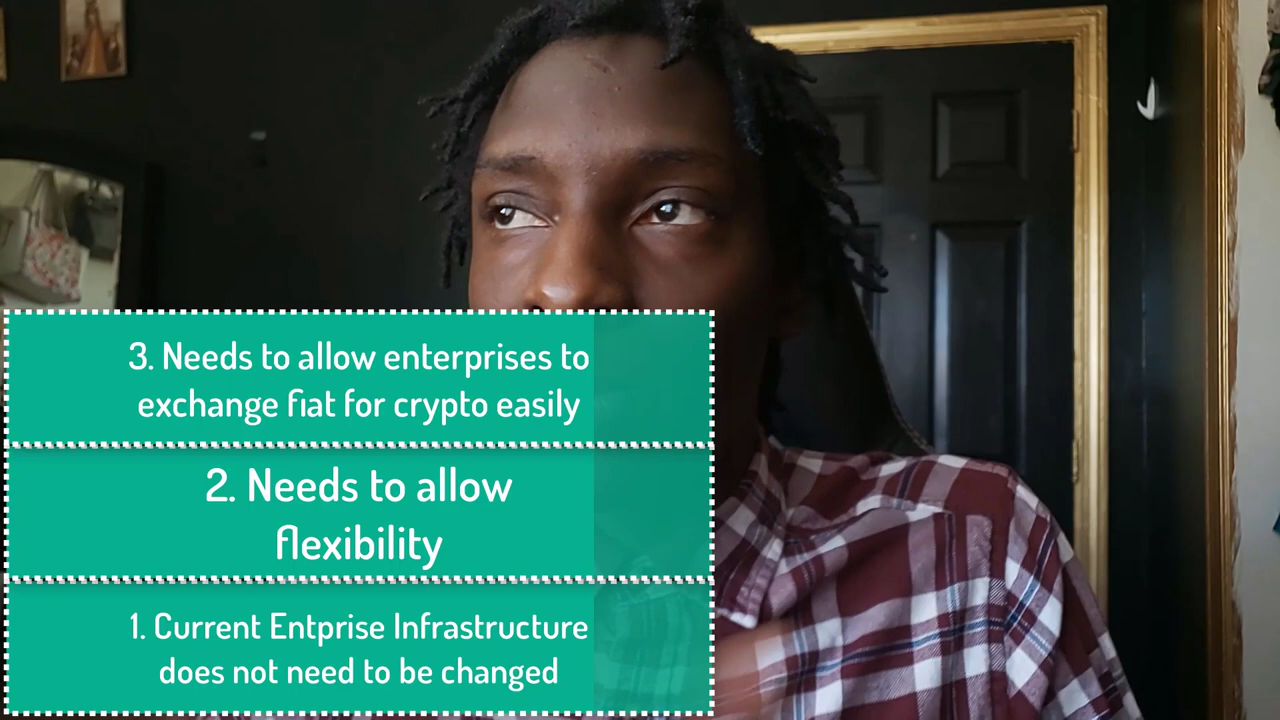 3. Needs to allow enterprises to
exchange fiat for crypto easily
2. Needs to allow
flexibility
1. Current Entprise Infrastructure
does not need to be changed